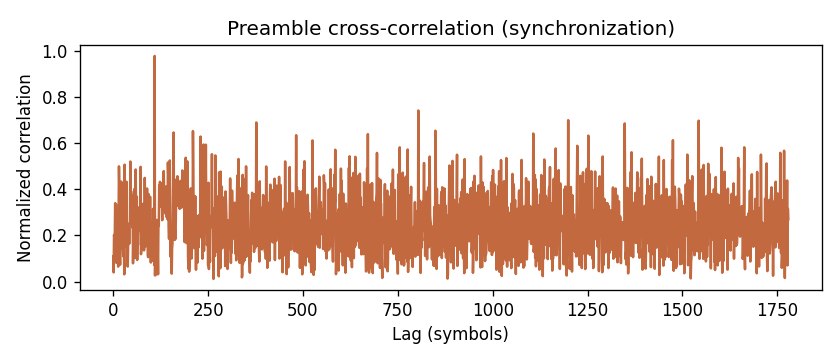 Preamble cross-correlation (synchronization)
Normalized correlation
1.0
0.8
0.6
0.4
0.2
0.0
0 250 500 750 1000 1250 1500 1750
Lag (symbols)